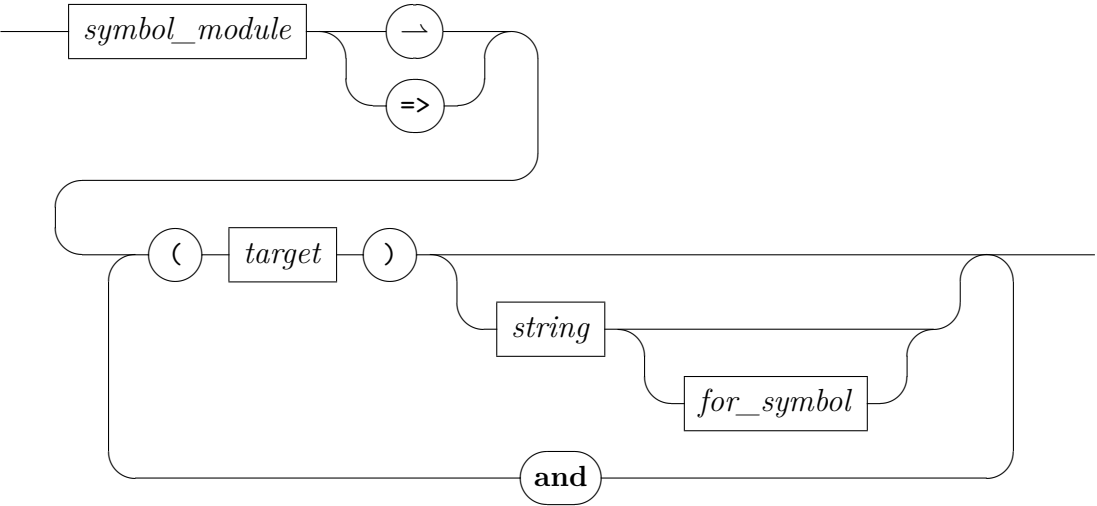 symbol_module ⇀
=>
( target )
string
for_symbol
and